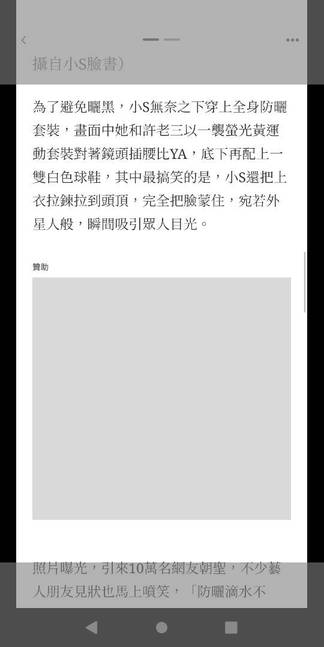 攝自小S臉書）
為了避免曬黑，小S無奈之下穿上全身防曬
套裝，畫面中她和許老三以一襲螢光黃運
動套裝對著鏡頭插腰比YA，底下再配上一
雙白色球鞋，其中最搞笑的是，小S還把上
衣拉鍊拉到頭頂，完全把臉蒙住，宛若外
星人般，瞬間吸引眾人目光。
贊助
照片曝光，引來10萬名網友朝聖，不少藝
人朋友見狀也馬上噴笑，「防曬滴水不